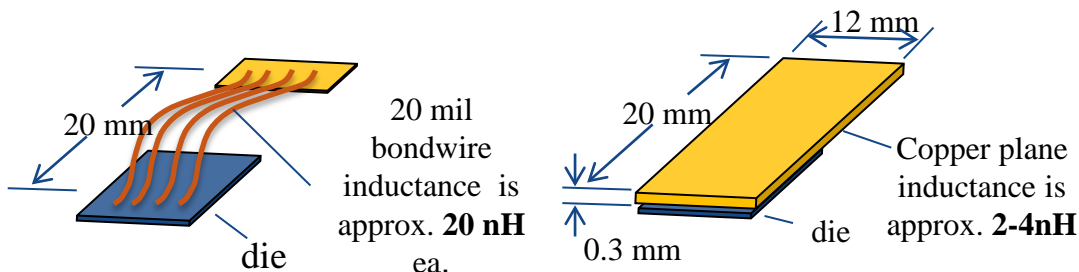 20 mm
die
20 mil
bondwire
inductance is
approx. 20 nH
ea.
12 mm
20 mm
0.3 mm
die
Copper plane
inductance is
approx. 2-4nH